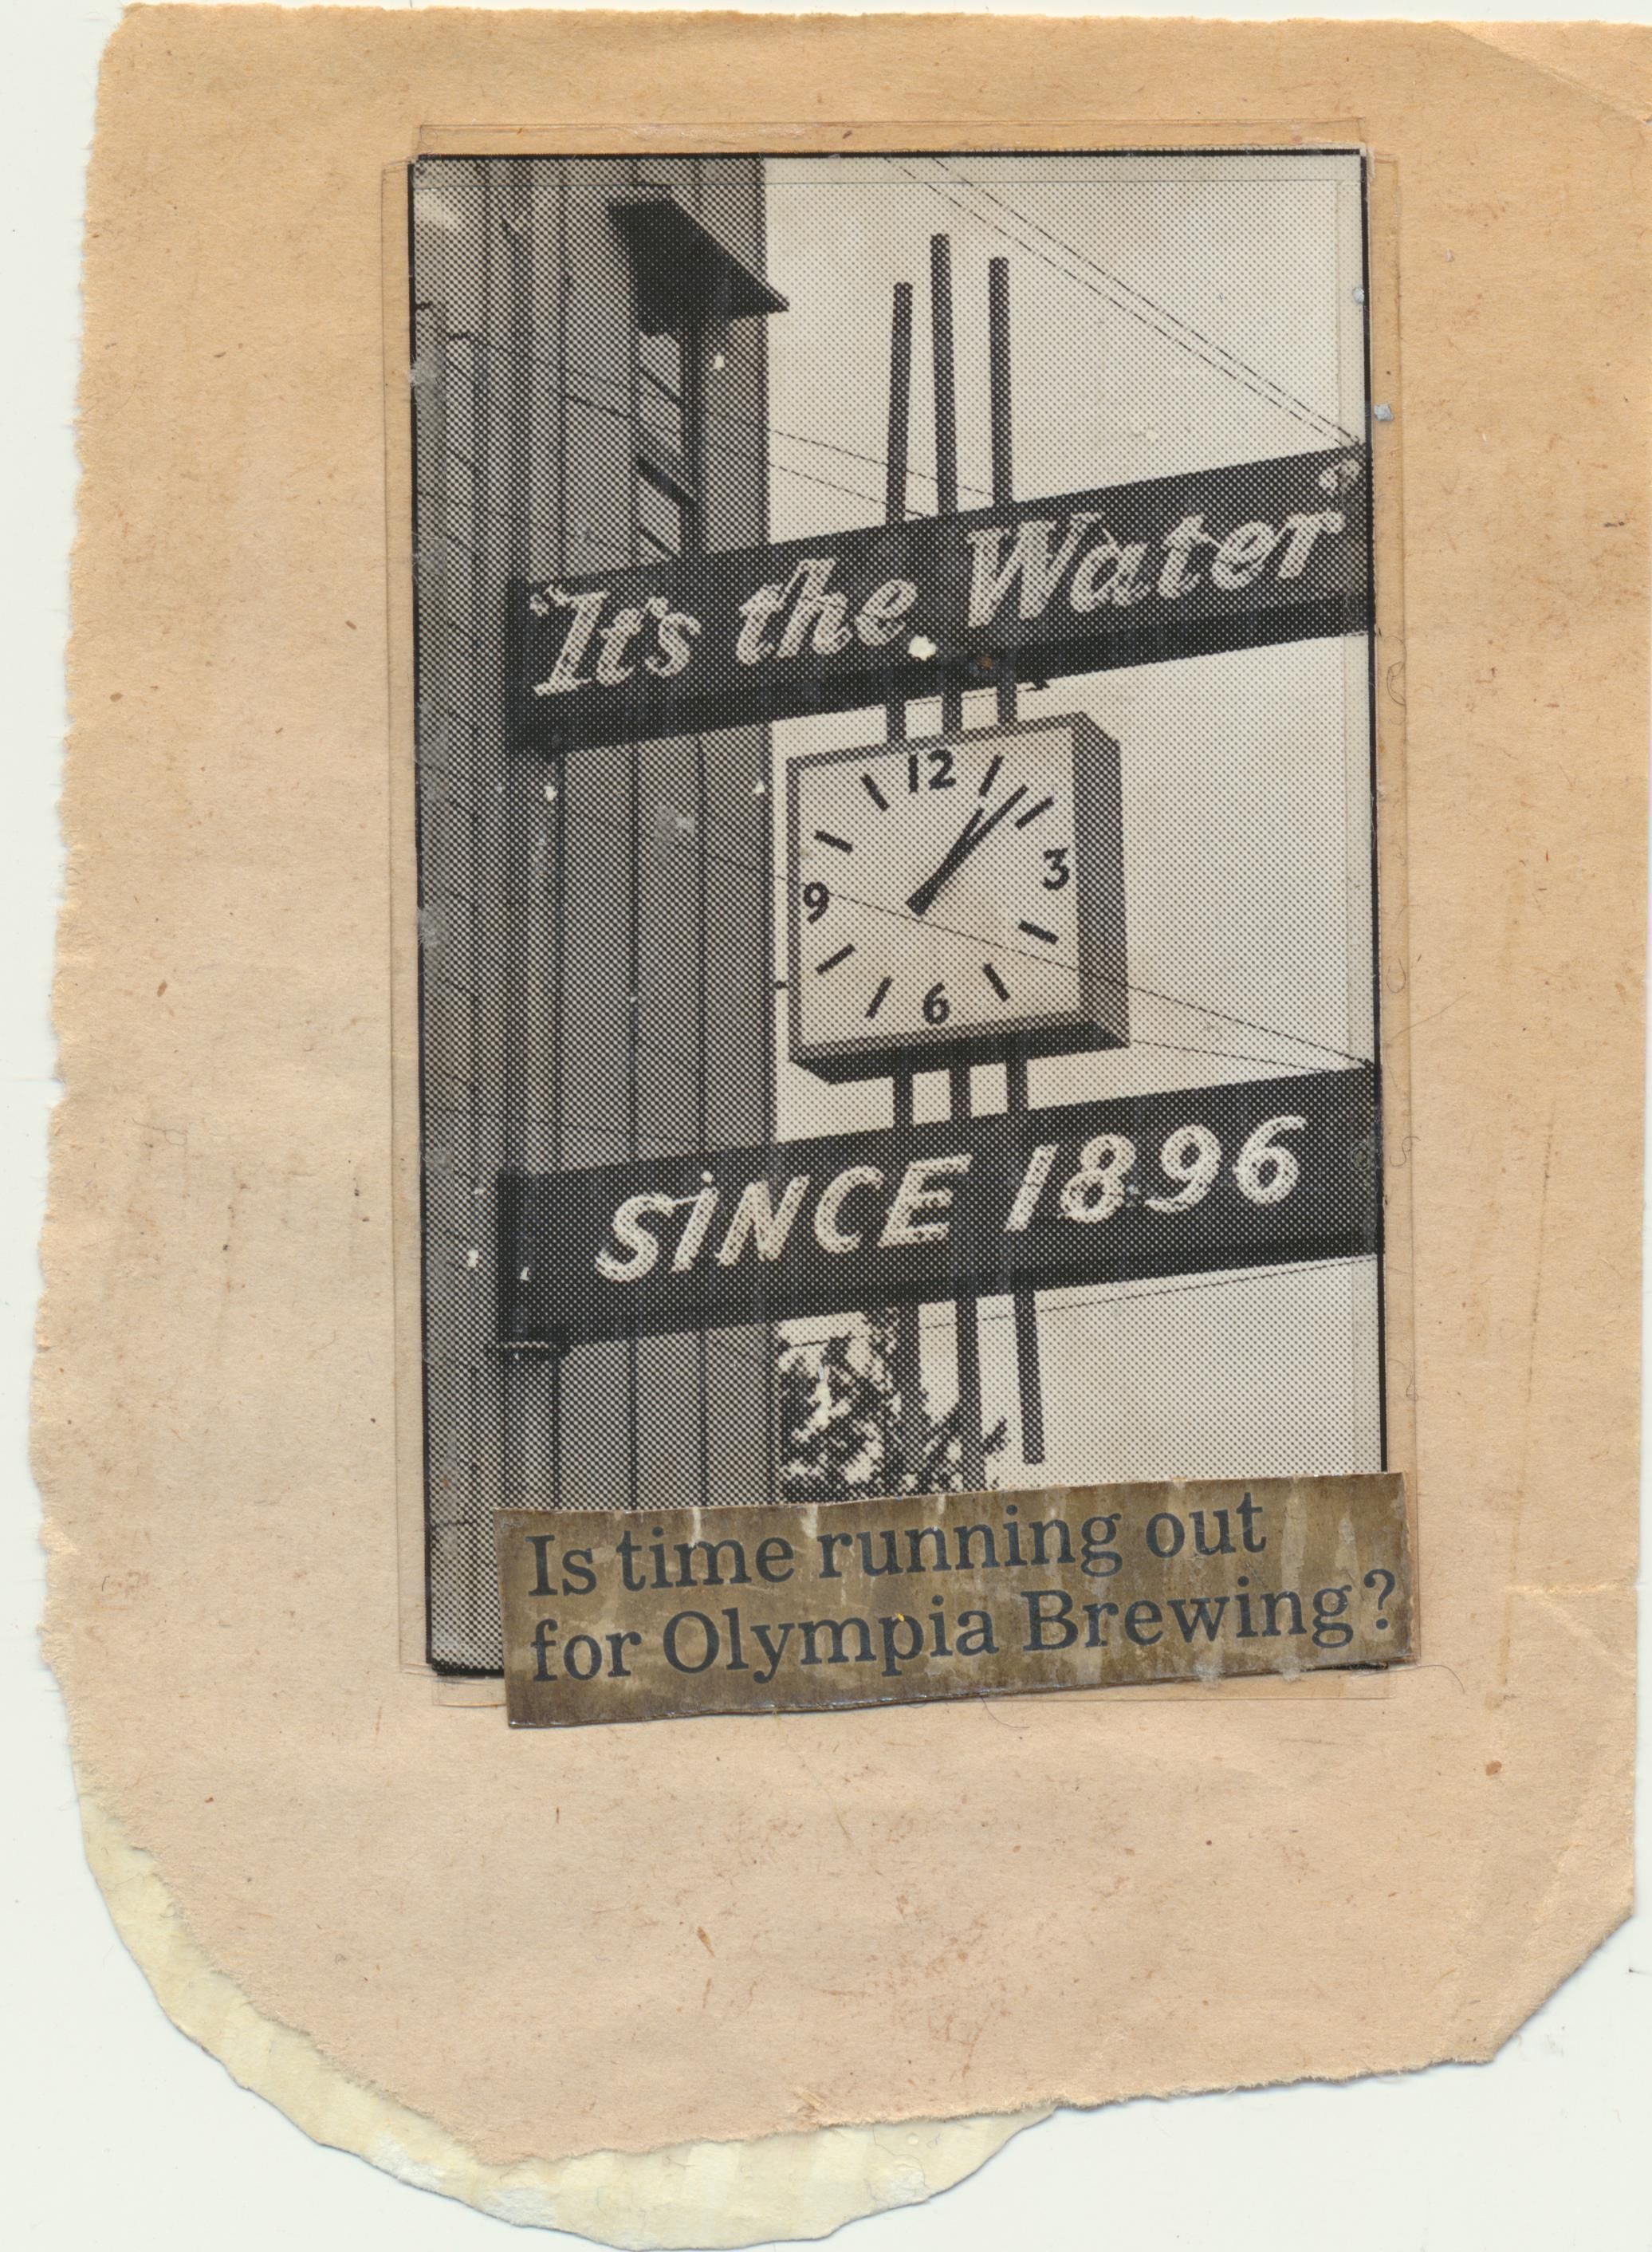 "It's the Water"
12
3
9
6
SINCE 1896
Is time running out
for Olympia Brewing?